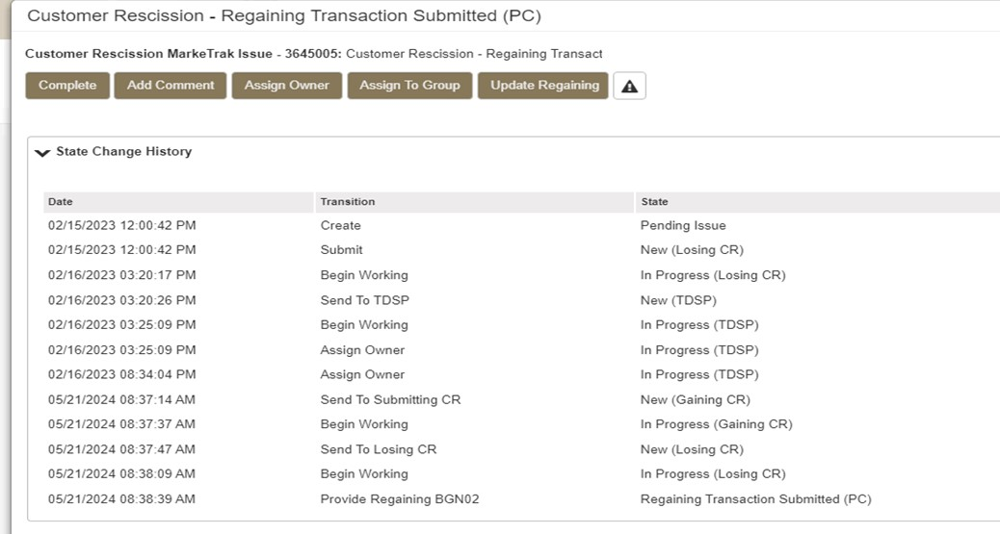 Customer Rescission - Regaining Transaction Submitted (PC)
Customer Rescission MarkeTrak Issue - 3645005: Customer Rescission - Regaining Transact
Complete Add Comment Assign Owner Assign To Group Update Regaining
State Change History
Date Transition State
02/15/2023 12:00:42 PM Create Pending Issue
02/15/2023 12:00:42 PM Submit New (Losing CR)
02/16/2023 03:20:17 PM Begin Working In Progress (Losing CR)
02/16/2023 03:20:26 PM Send To TDSP New (TDSP)
02/16/2023 03:25:09 PM Begin Working In Progress (TDSP)
02/16/2023 03:25:09 PM Assign Owner In Progress (TDSP)
02/16/2023 08:34:04 PM Assign Owner In Progress (TDSP)
05/21/2024 08:37:14 AM Send To Submitting CR New (Gaining CR)
05/21/2024 08:37:37 AM Begin Working In Progress (Gaining CR)
05/21/2024 08:37:47 AM Send To Losing CR New (Losing CR)
05/21/2024 08:38:09 AM Begin Working In Progress (Losing CR)
05/21/2024 08:38:39 AM Provide Regaining BGN02 Regaining Transaction Submitted (PC)